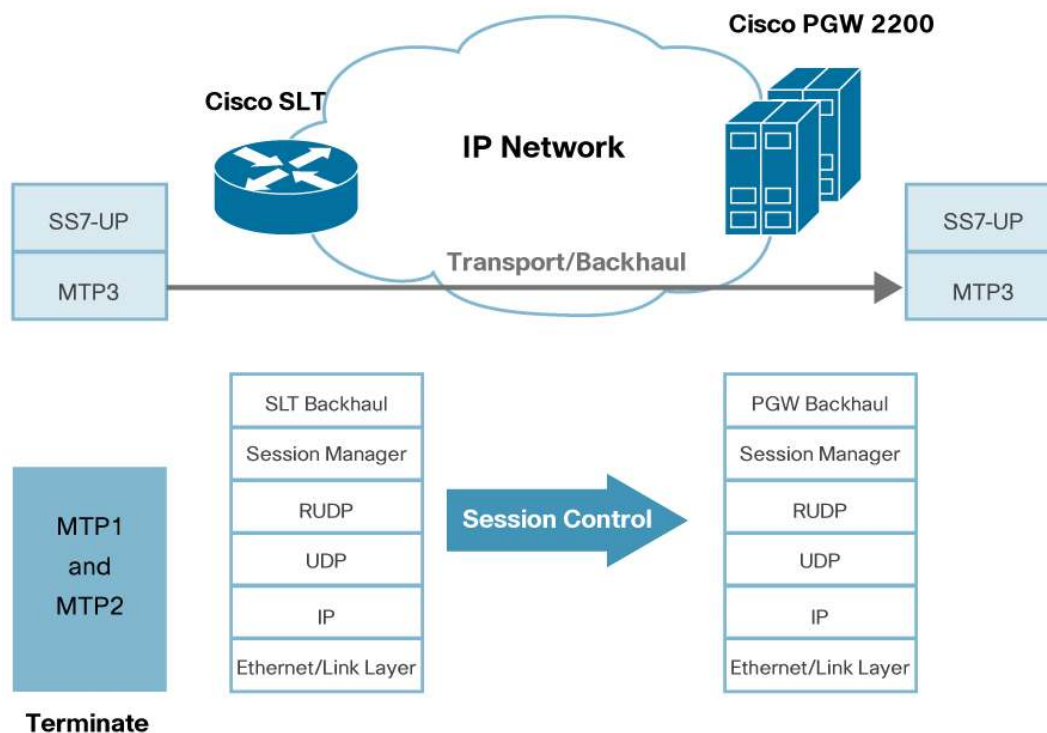 Cisco PGW 2200
Cisco SLT
IP Network
SS7-UP
MTP3
Transport/Backhaul
SS7-UP
MTP3
SLT Backhaul
Session Manager
RUDP
UDP
IP
Ethernet/Link Layer
Session Control
PGW Backhaul
Session Manager
RUDP
UDP
IP
Ethernet/Link Layer
MTP1
and
MTP2
Terminate